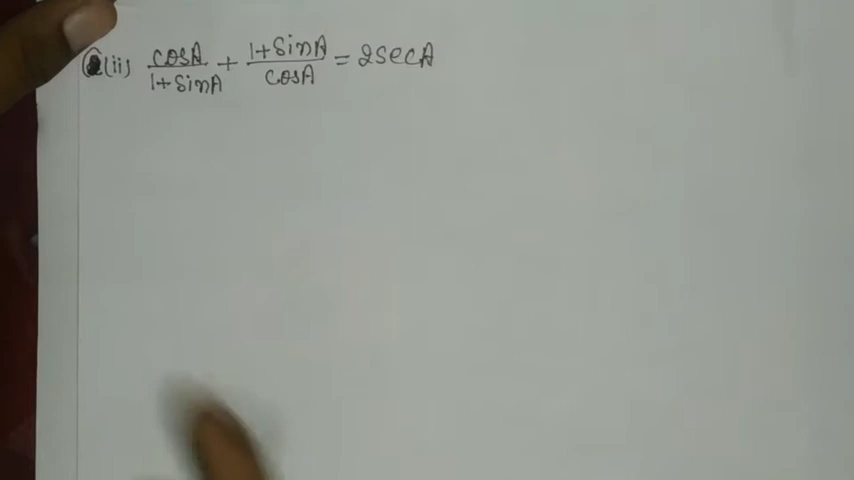 (ii) cosA/(1+SinA) + (1+SinA)/cosA = 2secA